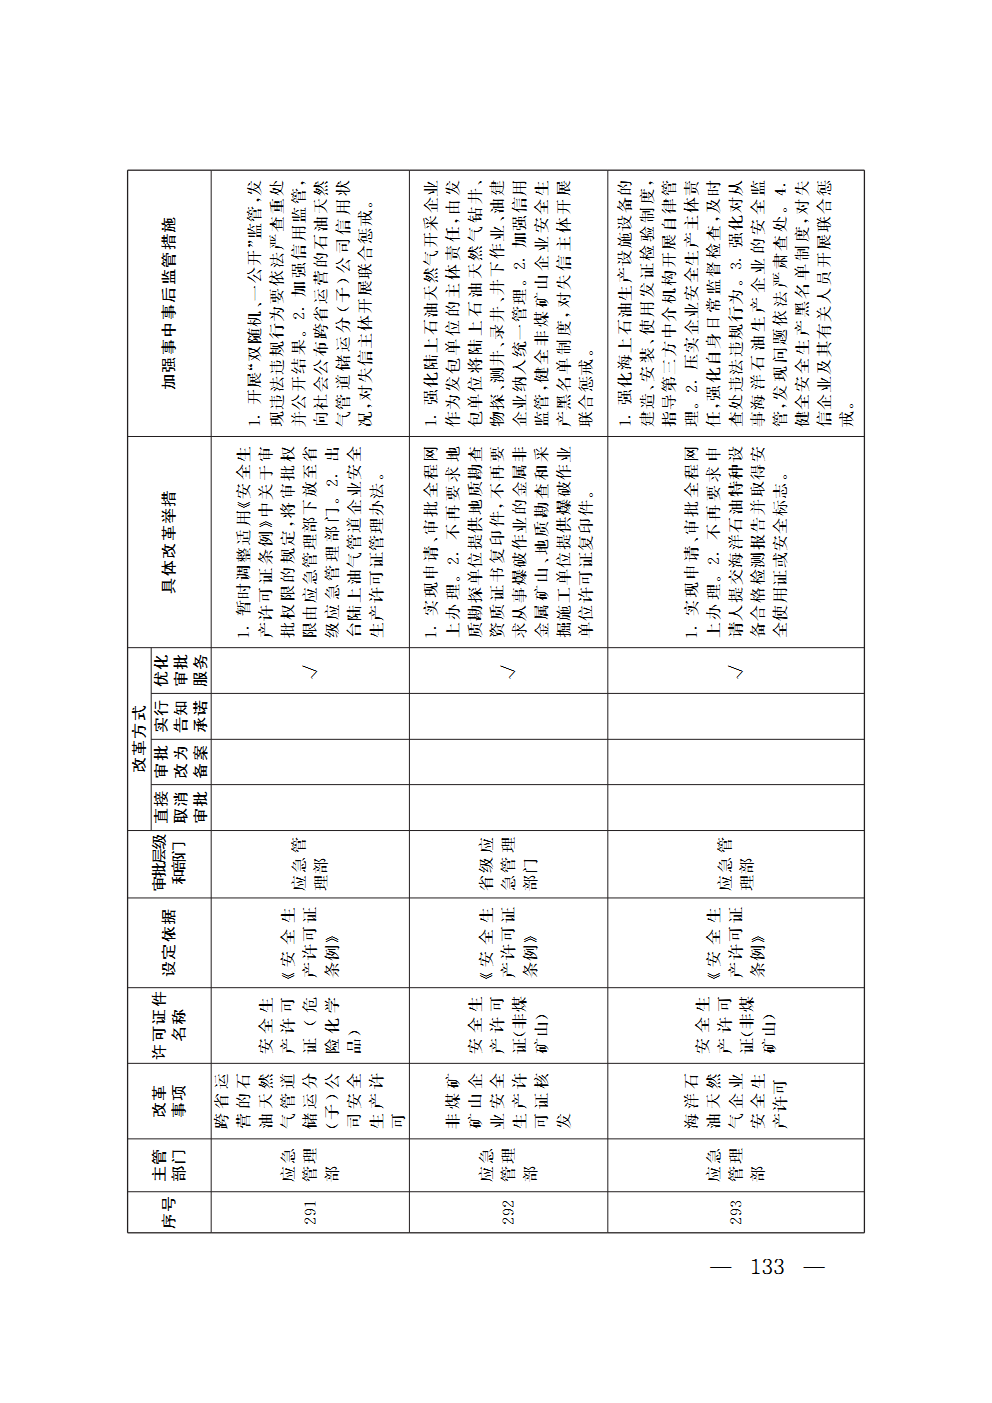 序号
主管
部门
改革
事项
许可证件
名称
设定依据
审批层级
和部门
改革方式
直接
取消
审批
审批
改为
备案
实行
告知
承诺
优化
审批
服务
具体改革举措
加强事中事后监管措施
291
应急
管理
部
跨省运
营的石
油天然
气管道
储运分
(子)公
司安全
生产许
可
安全生
产许可
证(危
险化学
品)
《安全生
产许可证
条例》
应急管
理部
√
1. 暂时调整适用《安全生
产许可证条例》中关于审
批权限的规定,将审批权
限由应急管理部下放至省
级应急管理部门。2. 出
台陆上油气管道企业安全
生产许可证管理办法。
1. 开展“双随机、一公开”监管,发
现违法违规行为要依法严查重处
并公开结果。2. 加强信用监管,
向社会公布跨省运营的石油天然
气管道储运分(子)公司信用状
况,对失信主体开展联合惩戒。
292
应急
管理
部
非煤矿
矿山企
业安全
生产许
可证核
发
安全生
产许可
证(非煤
矿山)
《安全生
产许可证
条例》
省级应
急管理
部门
√
1. 实现申请、审批全程网
上办理。2. 不再要求地
质勘探单位提供地质勘查
资质证书复印件,不再要
求从事爆破作业的金属非
金属矿山、地质勘查和采
掘施工单位提供爆破作业
单位许可证复印件。
1. 强化陆上石油天然气开采企业
作为发包单位的主体责任,由发
包单位将陆上石油天然气钻井、
物探、测井、录井、井下作业、油建
企业纳入统一管理。2. 加强信用
监管,健全非煤矿山企业安全生
产黑名单制度,对失信主体开展
联合惩戒。
293
应急
管理
部
海洋石
油天然
气企业
安全生
产许可
安全生
产许可
证(非煤
矿山)
《安全生
产许可证
条例》
应急管
理部
√
1. 实现申请、审批全程网
上办理。2. 不再要求申
请人提交海洋石油特种设
备合格检测报告并取得安
全使用证或安全标志。
1. 强化海上石油生产设施设备的
建造、安装、使用发证检验制度,
指导第三方中介机构开展自律管
理。2. 压实企业安全生产主体责
任,强化自身日常监督检查,及时
查处违法违规行为。3. 强化对从
事海洋石油生产企业的安全监
管,发现问题依法严肃查处。4.
健全安全生产黑名单制度,对失
信企业及其有关人员开展联合惩
戒。
— 133 —